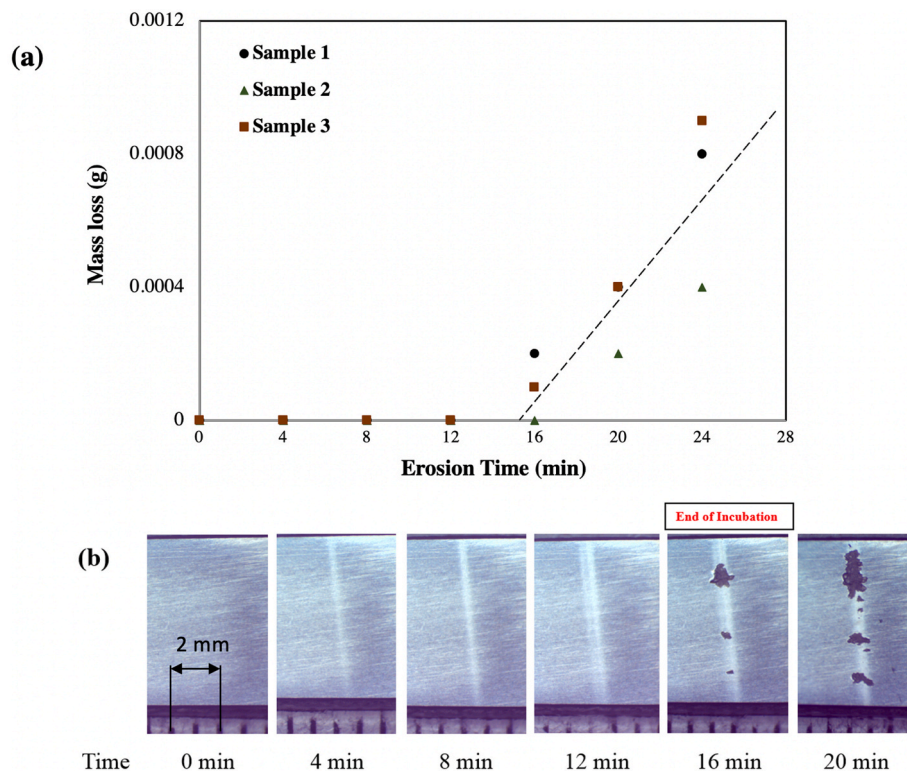 (a)
0.0012
0.0008
0.0004
0
Mass loss (g)
Sample 1
Sample 2
Sample 3
0 4 8 12 16 20 24 28
Erosion Time (min)
End of Incubation
(b)
2 mm
Time 0 min 4 min 8 min 12 min 16 min 20 min